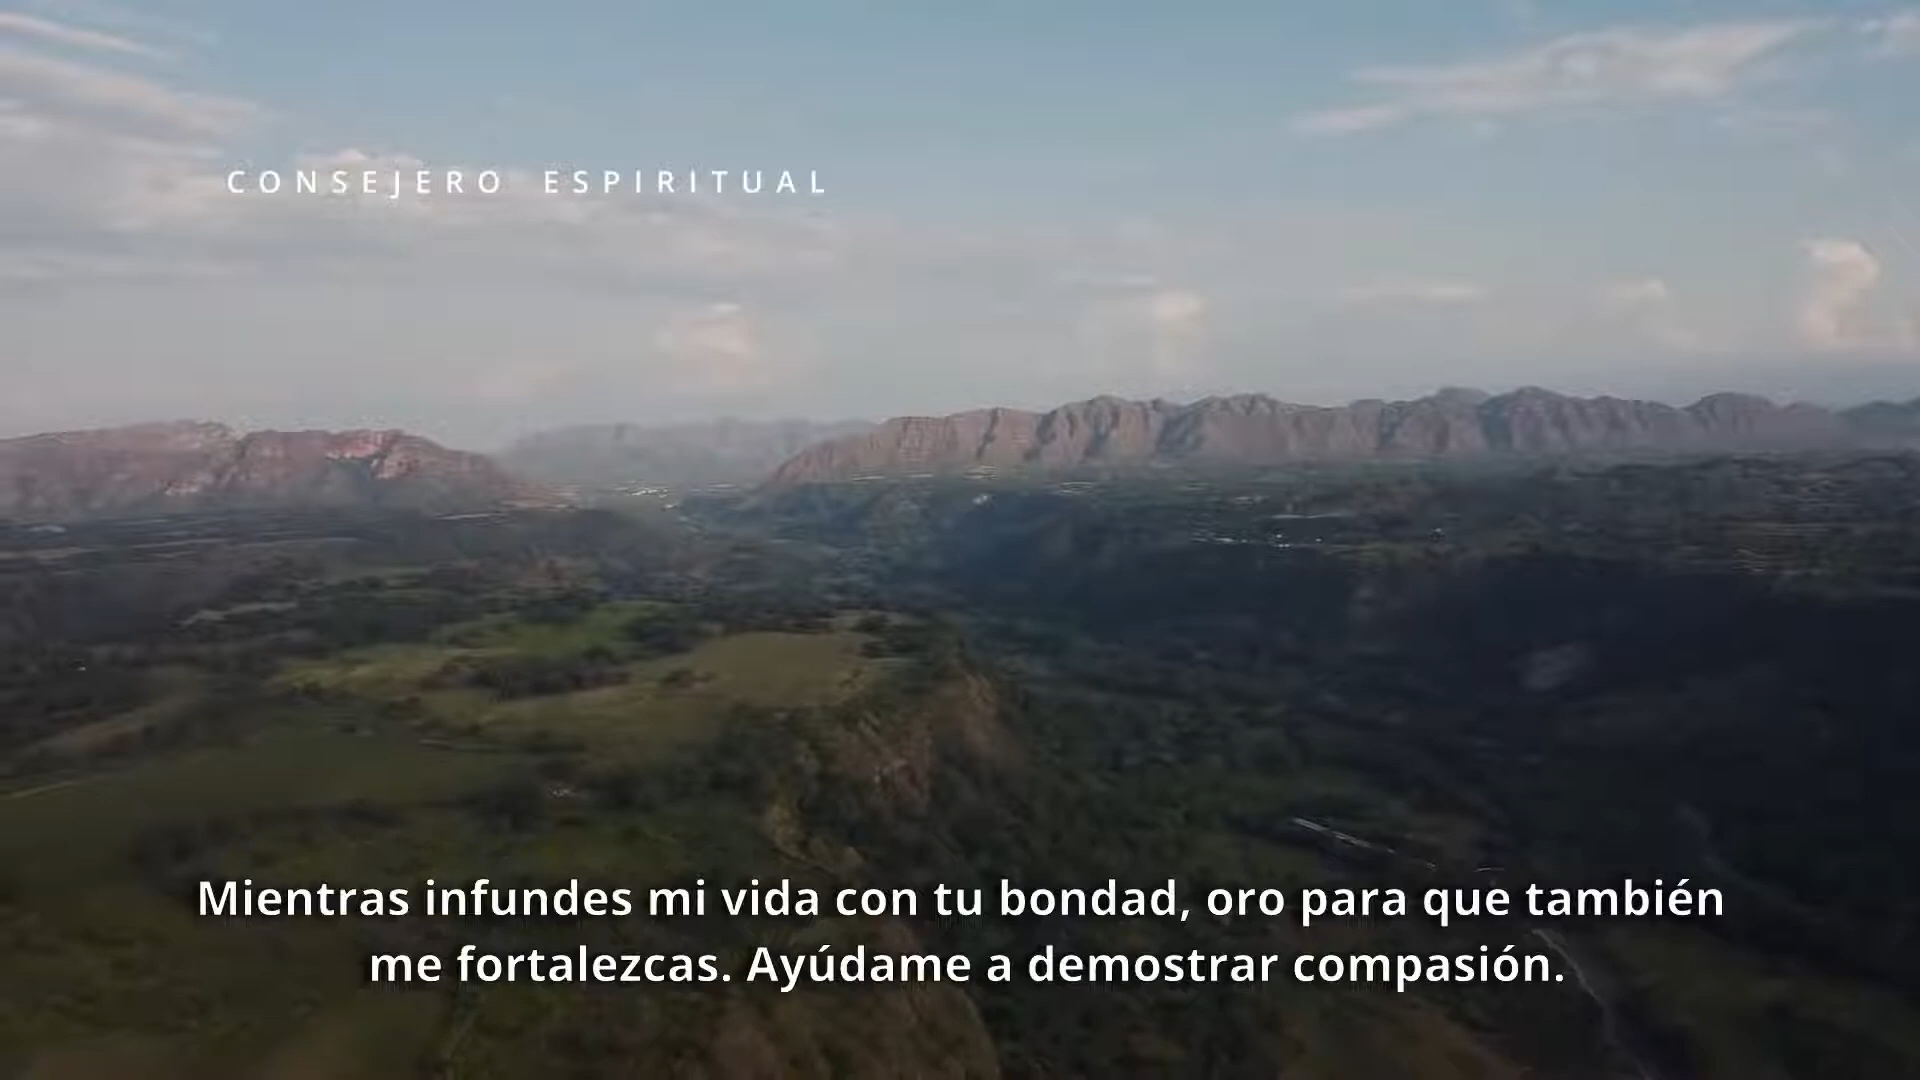 CONSEJERO ESPIRITUAL
Mientras infundes mi vida con tu bondad, oro para que también
me fortalezcas. Ayúdame a demostrar compasión.